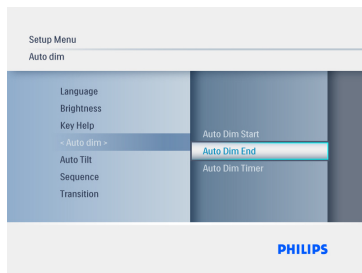 Setup Menu
Auto dim
Language
Brightness
Key Help
< Auto dim >
Auto Tilt
Sequence
Transition
Auto Dim Start
Auto Dim End
Auto Dim Timer
PHILIPS